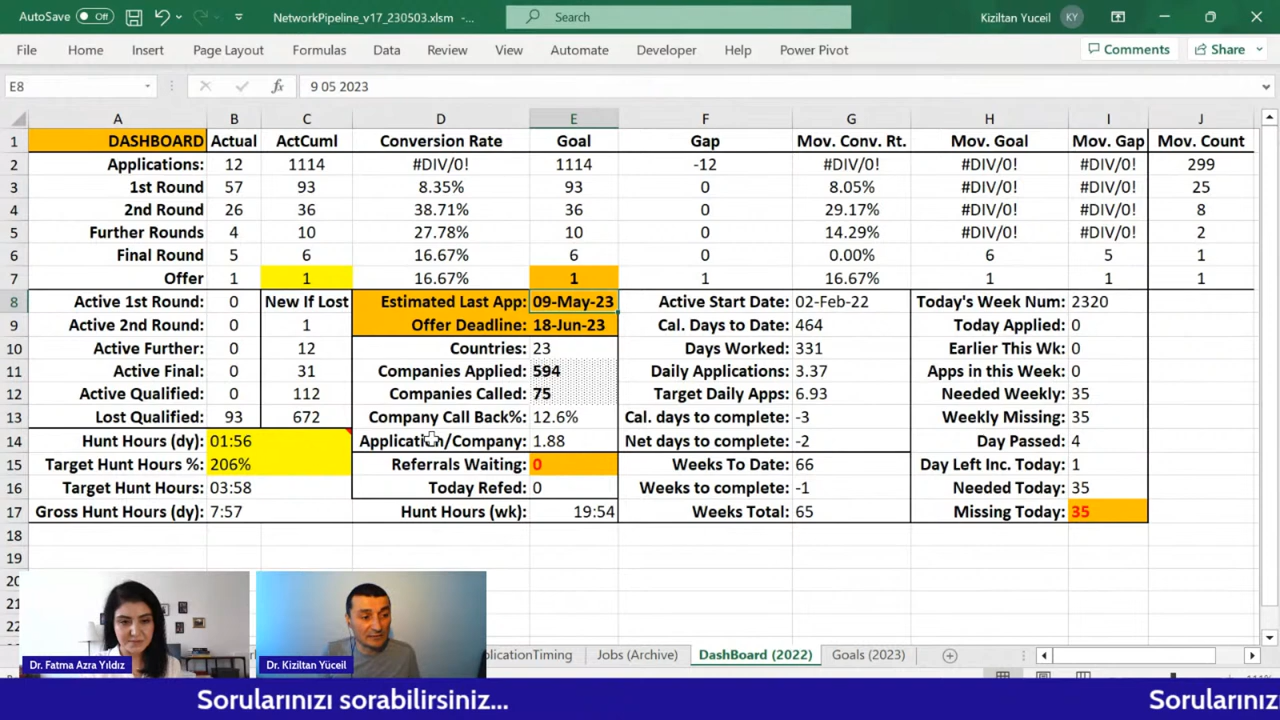 AutoSave Off NetworkPipeline_v17_230503.xlsm -... Search Kiziltan Yuceil KY
File Home Insert Page Layout Formulas Data Review View Automate Developer Help Power Pivot Comments Share
E8 fx 9 05 2023
A B C D E F G H I J
1 DASHBOARD Actual ActCuml Conversion Rate Goal Gap Mov. Conv. Rt. Mov. Goal Mov. Gap Mov. Count
2 Applications: 12 1114 #DIV/0! 1114 -12 #DIV/0! #DIV/0! #DIV/0! 299
3 1st Round 57 93 8.35% 93 0 8.05% #DIV/0! #DIV/0! 25
4 2nd Round 26 36 38.71% 36 0 29.17% #DIV/0! #DIV/0! 8
5 Further Rounds 4 10 27.78% 10 0 14.29% #DIV/0! #DIV/0! 2
6 Final Round 5 6 16.67% 6 0 0.00% 6 5 1
7 Offer 1 1 16.67% 1 1 16.67% 1 1 1
8 Active 1st Round: 0 New If Lost Estimated Last App: 09-May-23 Active Start Date: 02-Feb-22 Today's Week Num: 2320
9 Active 2nd Round: 0 1 Offer Deadline: 18-Jun-23 Cal. Days to Date: 464 Today Applied: 0
10 Active Further: 0 12 Countries: 23 Days Worked: 331 Earlier This Wk: 0
11 Active Final: 0 31 Companies Applied: 594 Daily Applications: 3.37 Apps in this Week: 0
12 Active Qualified: 0 112 Companies Called: 75 Target Daily Apps: 6.93 Needed Weekly: 35
13 Lost Qualified: 93 672 Company Call Back%: 12.6% Cal. days to complete: -3 Weekly Missing: 35
14 Hunt Hours (dy): 01:56 Application/Company: 1.88 Net days to complete: -2 Day Passed: 4
15 Target Hunt Hours %: 206% Referrals Waiting: 0 Weeks To Date: 66 Day Left Inc. Today: 1
16 Target Hunt Hours: 03:58 Today Refed: 0 Weeks to complete: -1 Needed Today: 35
17 Gross Hunt Hours (dy): 7:57 Hunt Hours (wk): 19:54 Weeks Total: 65 Missing Today: 35
18
19
20
21
22
Dr. Fatma Azra Yıldız Dr. Kiziltan Yüceil
plicationTiming Jobs (Archive) DashBoard (2022) Goals (2023)
Sorularınızı sorabilirsiniz... Sorularınız